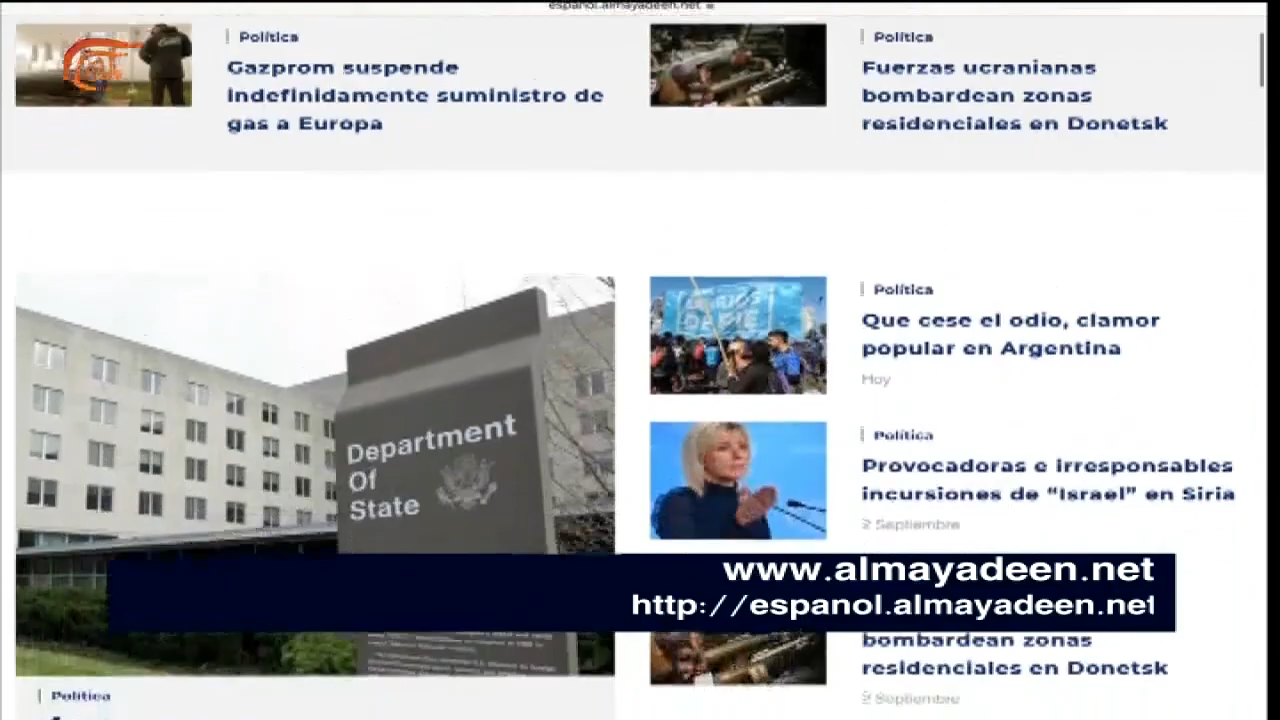 espanol.almayadeen.net
Política
Gazprom suspende
indefinidamente suministro de
gas a Europa
Política
Fuerzas ucranianas
bombardean zonas
residenciales en Donetsk
Department
Of
State
Política
Política
Que cese el odio, clamor
popular en Argentina
Hoy
Política
Provocadoras e irresponsables
incursiones de “Israel” en Siria
2 Septiembre
bombardean zonas
residenciales en Donetsk
2 Septiembre
www.almayadeen.net
http://espanol.almayadeen.net